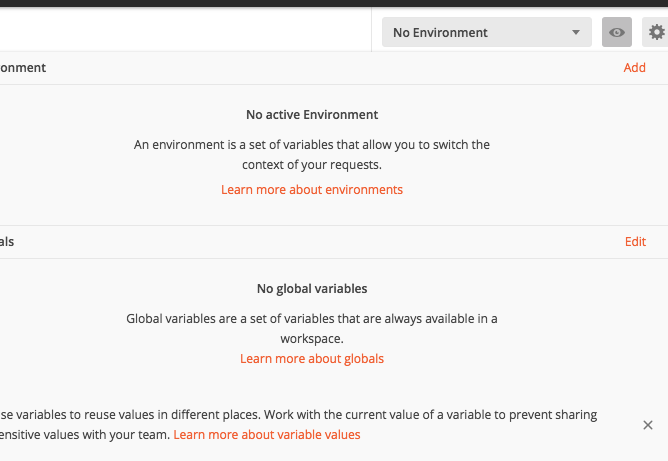 No Environment
onment
Add
No active Environment
An environment is a set of variables that allow you to switch the
context of your requests.
Learn more about environments
als
Edit
No global variables
Global variables are a set of variables that are always available in a
workspace.
Learn more about globals
se variables to reuse values in different places. Work with the current value of a variable to prevent sharing
ensitive values with your team. Learn more about variable values